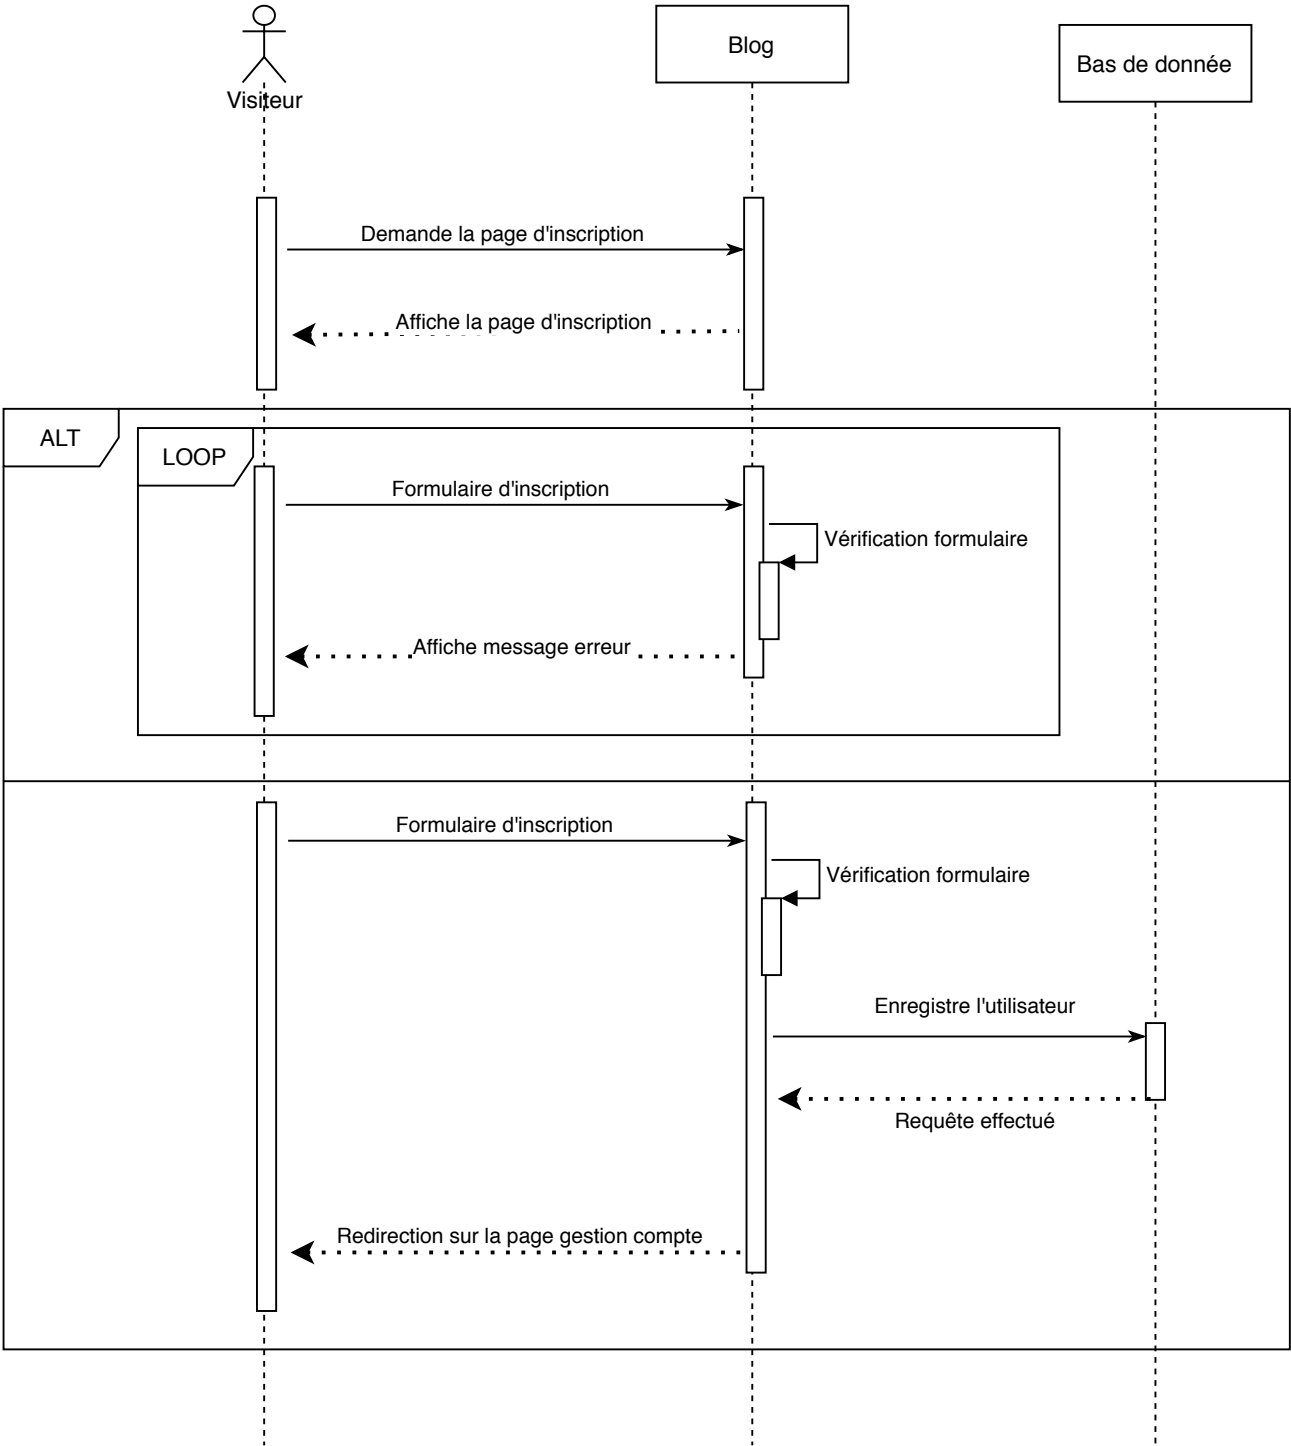 Visiteur
Blog
Bas de donnée
Demande la page d'inscription
Affiche la page d'inscription
ALT
LOOP
Formulaire d'inscription
Vérification formulaire
Affiche message erreur
Formulaire d'inscription
Vérification formulaire
Enregistre l'utilisateur
Requête effectué
Redirection sur la page gestion compte